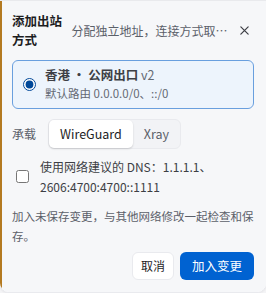 添加出站
方式
分配独立地址，连接方式取…
香港 · 公网出口 v2
默认路由 0.0.0.0/0、::/0
承载
WireGuard
Xray
使用网络建议的 DNS：1.1.1.1、
2606:4700:4700::1111
加入未保存变更，与其他网络修改一起检查和保
存。
取消
加入变更